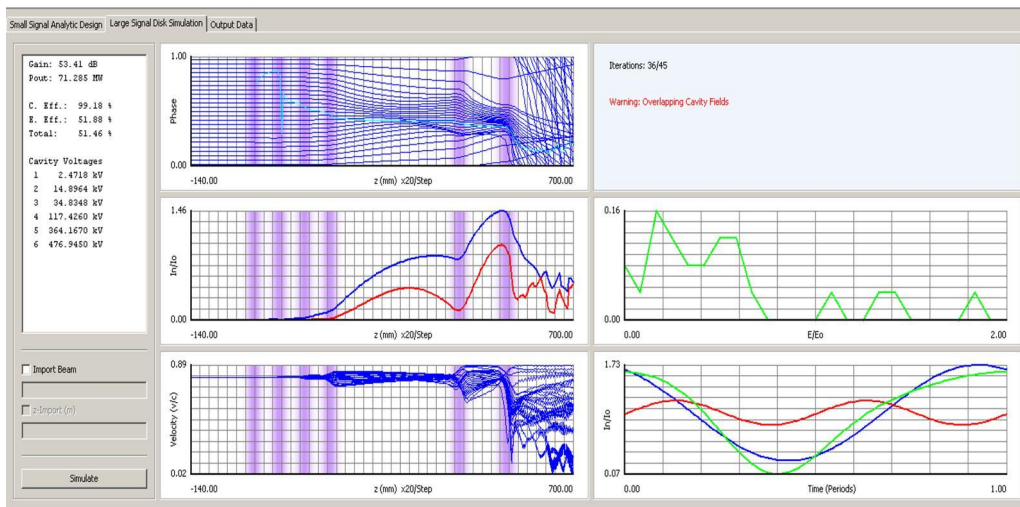 Small Signal Analytic Design Large Signal Disk Simulation Output Data
Gain: 53.41 dB
Pout: 71.285 MW
C. Eff.: 99.18 %
E. Eff.: 51.88 %
Total: 51.46 %
Cavity Voltages
1 2.4718 kV
2 14.8964 kV
3 34.8348 kV
4 117.4260 kV
5 364.1670 kV
6 476.9450 kV
Import Beam
z-Import (m)
Simulate
1.00
Phase
0.00
-140.00 z (mm) x20/Step 700.00
Iterations: 36/45
Warning: Overlapping Cavity Fields
1.46
In/Io
0.00
-140.00 z (mm) x20/Step 700.00
0.16
0.00
0.00 E/Eo 2.00
0.89
Velocity (v/c)
0.02
-140.00 z (mm) x20/Step 700.00
1.73
In/Io
0.07
0.00 Time (Periods) 1.00